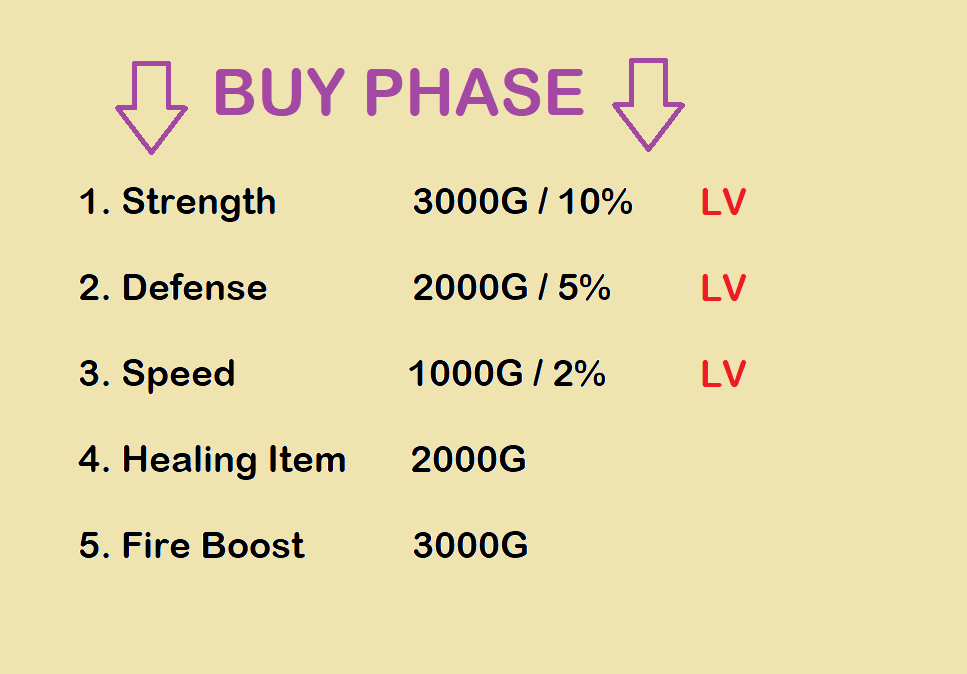 BUY PHASE
1. Strength 3000G / 10% LV
2. Defense 2000G / 5% LV
3. Speed 1000G / 2% LV
4. Healing Item 2000G
5. Fire Boost 3000G